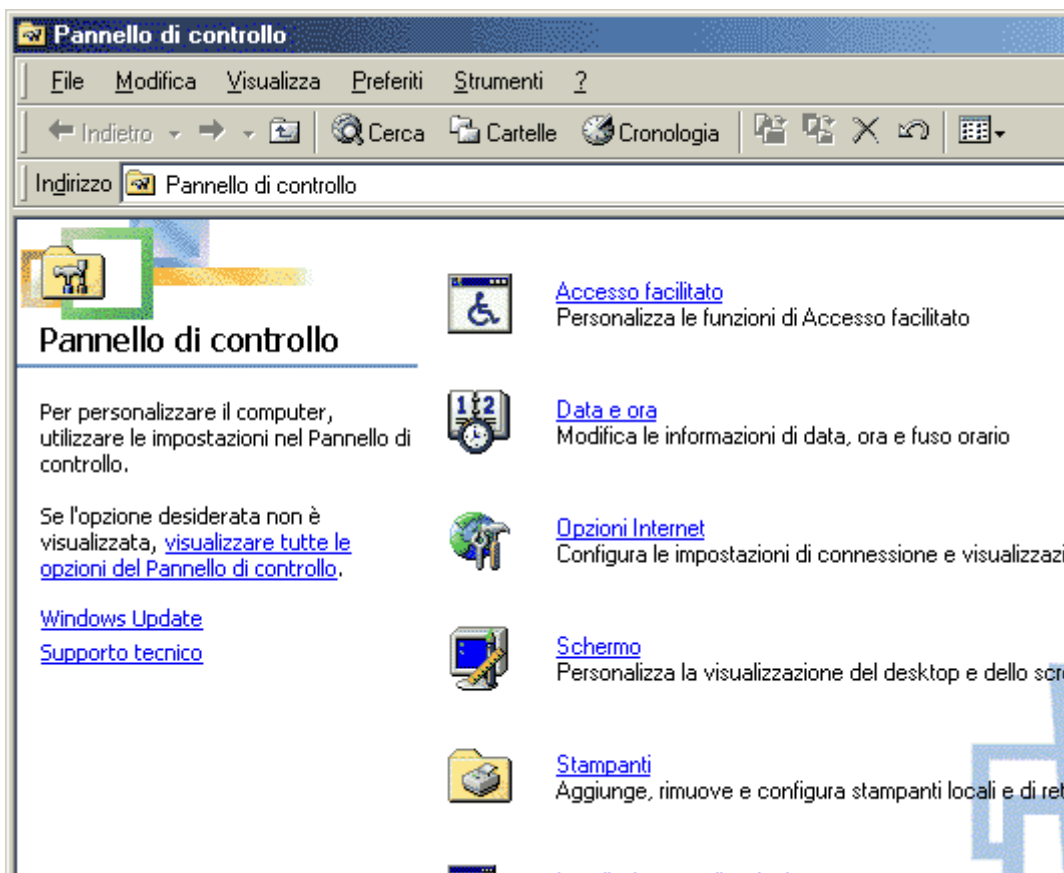 Pannello di controllo
File Modifica Visualizza Preferiti Strumenti ?
Indietro Cerca Cartelle Cronologia
Indirizzo Pannello di controllo
Pannello di controllo
Per personalizzare il computer,
utilizzare le impostazioni nel Pannello di
controllo.
Se l'opzione desiderata non è
visualizzata, visualizzare tutte le
opzioni del Pannello di controllo.
Windows Update
Supporto tecnico
Accesso facilitato
Personalizza le funzioni di Accesso facilitato
12
Data e ora
Modifica le informazioni di data, ora e fuso orario
Opzioni Internet
Configura le impostazioni di connessione e visualizzazi
Schermo
Personalizza la visualizzazione del desktop e dello scre
Stampanti
Aggiunge, rimuove e configura stampanti locali e di ret